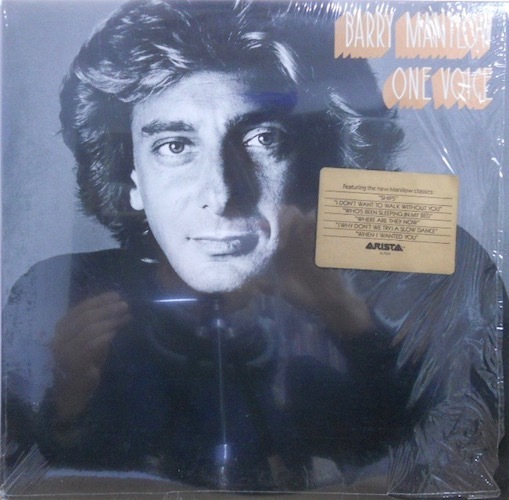 BARRY MANILOW
ONE VOICE
Featuring the new Manilow classics:
"SHIPS"
"I DON'T WANT TO WALK WITHOUT YOU"
"WHO'S BEEN SLEEPING IN MY BED"
"WHERE ARE THEY NOW"
"(WHY DON'T WE TRY) A SLOW DANCE"
"WHEN I WANTED YOU"
ARISTA